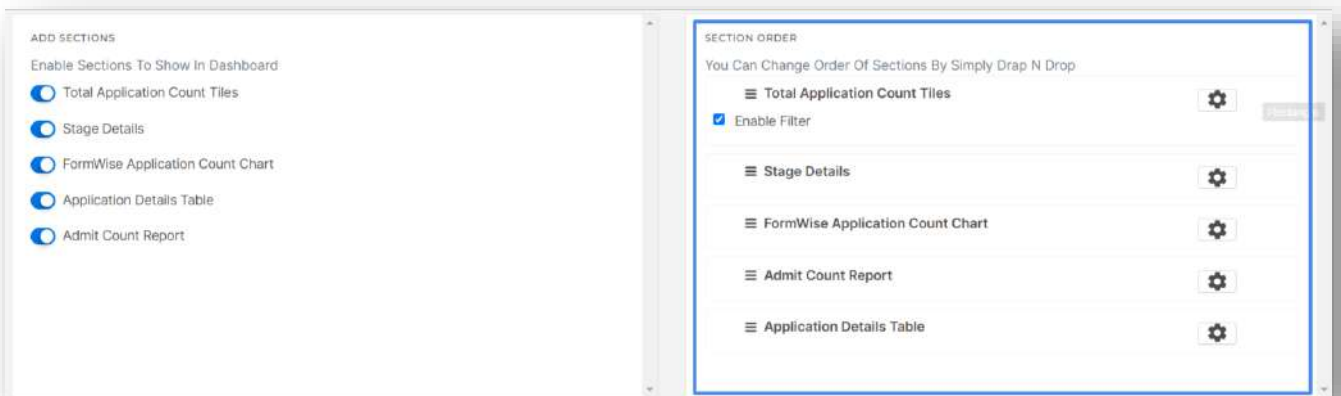 ADD SECTIONS
Enable Sections To Show In Dashboard
Total Application Count Tiles
Stage Details
FormWise Application Count Chart
Application Details Table
Admit Count Report
SECTION ORDER
You Can Change Order Of Sections By Simply Drap N Drop
Total Application Count Tiles
Enable Filter
Stage Details
FormWise Application Count Chart
Admit Count Report
Application Details Table